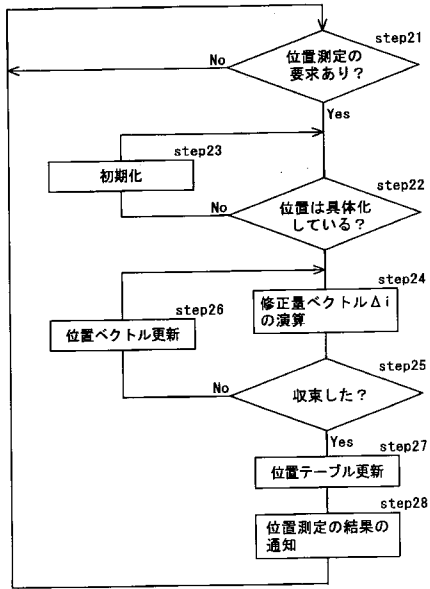 step21
位置測定の
要求あり？
No
Yes
step23
初期化
step22
位置は具体化
している？
No
step24
修正量ベクトルΔi
の演算
step26
位置ベクトル更新
step25
収束した？
No
Yes
step27
位置テーブル更新
step28
位置測定の結果の
通知